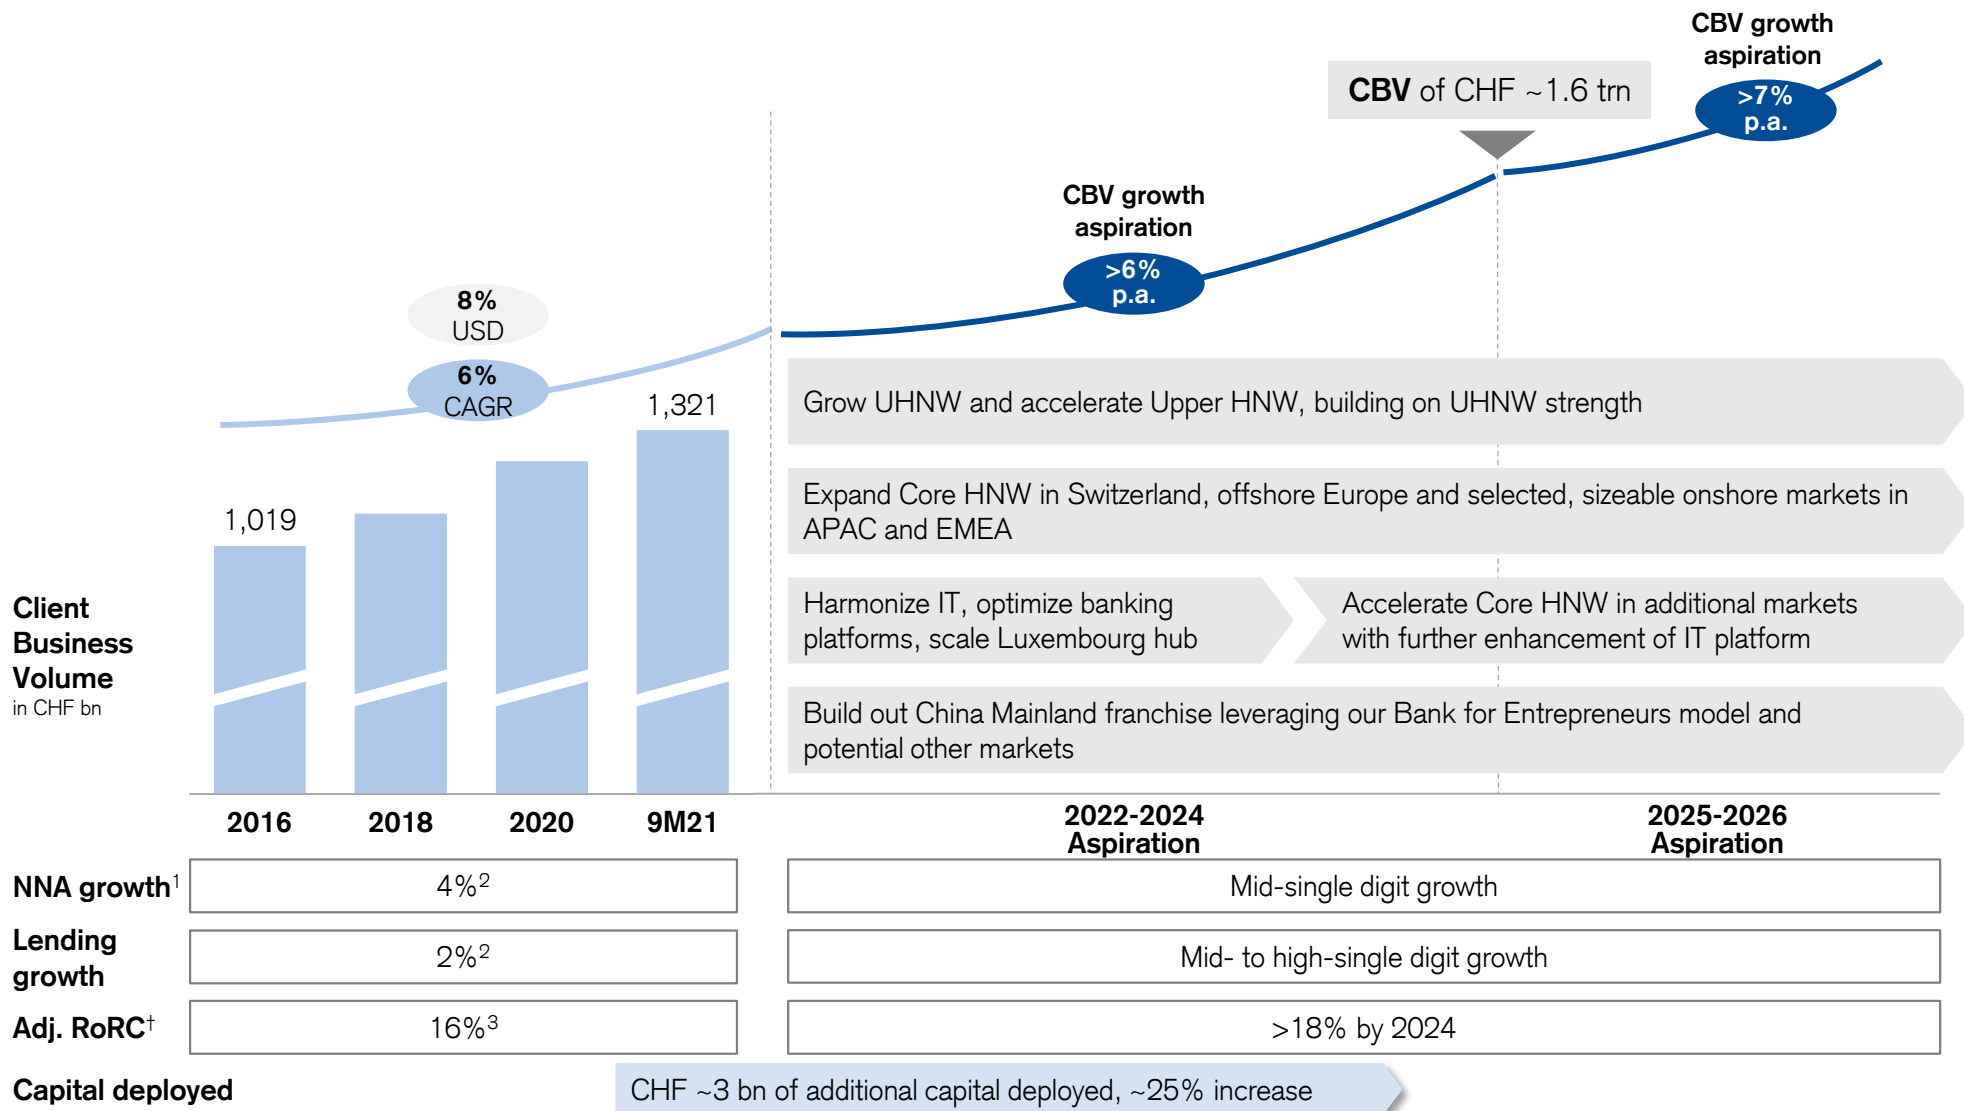 CBV growth
aspiration
>7%
p.a.
CBV of CHF ~1.6 trn
CBV growth
aspiration
>6%
p.a.
8%
USD
6%
CAGR
1,321
1,019
Client
Business
Volume
in CHF bn
Grow UHNW and accelerate Upper HNW, building on UHNW strength
Expand Core HNW in Switzerland, offshore Europe and selected, sizeable onshore markets in
APAC and EMEA
Harmonize IT, optimize banking
platforms, scale Luxembourg hub
Accelerate Core HNW in additional markets
with further enhancement of IT platform
Build out China Mainland franchise leveraging our Bank for Entrepreneurs model and
potential other markets
2016 2018 2020 9M21
2022-2024
Aspiration
2025-2026
Aspiration
NNA growth¹ 4%² Mid-single digit growth
Lending
growth
2%² Mid- to high-single digit growth
Adj. RoRC† 16%³ >18% by 2024
Capital deployed CHF ~3 bn of additional capital deployed, ~25% increase